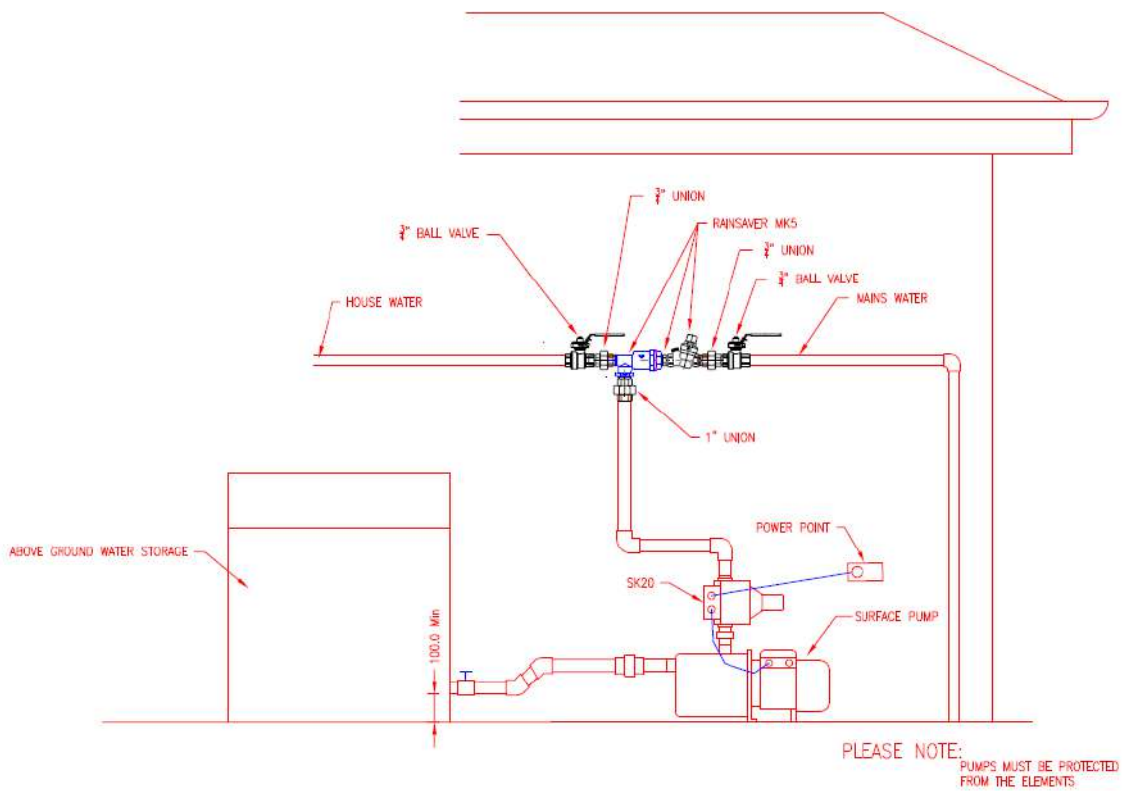 ¾" UNION
¾" BALL VALVE
RAINSAVER MK5
¾" UNION
¾" BALL VALVE
HOUSE WATER
MAINS WATER
1" UNION
POWER POINT
ABOVE GROUND WATER STORAGE
SK20
SURFACE PUMP
100.0 Min
PLEASE NOTE:
PUMPS MUST BE PROTECTED
FROM THE ELEMENTS